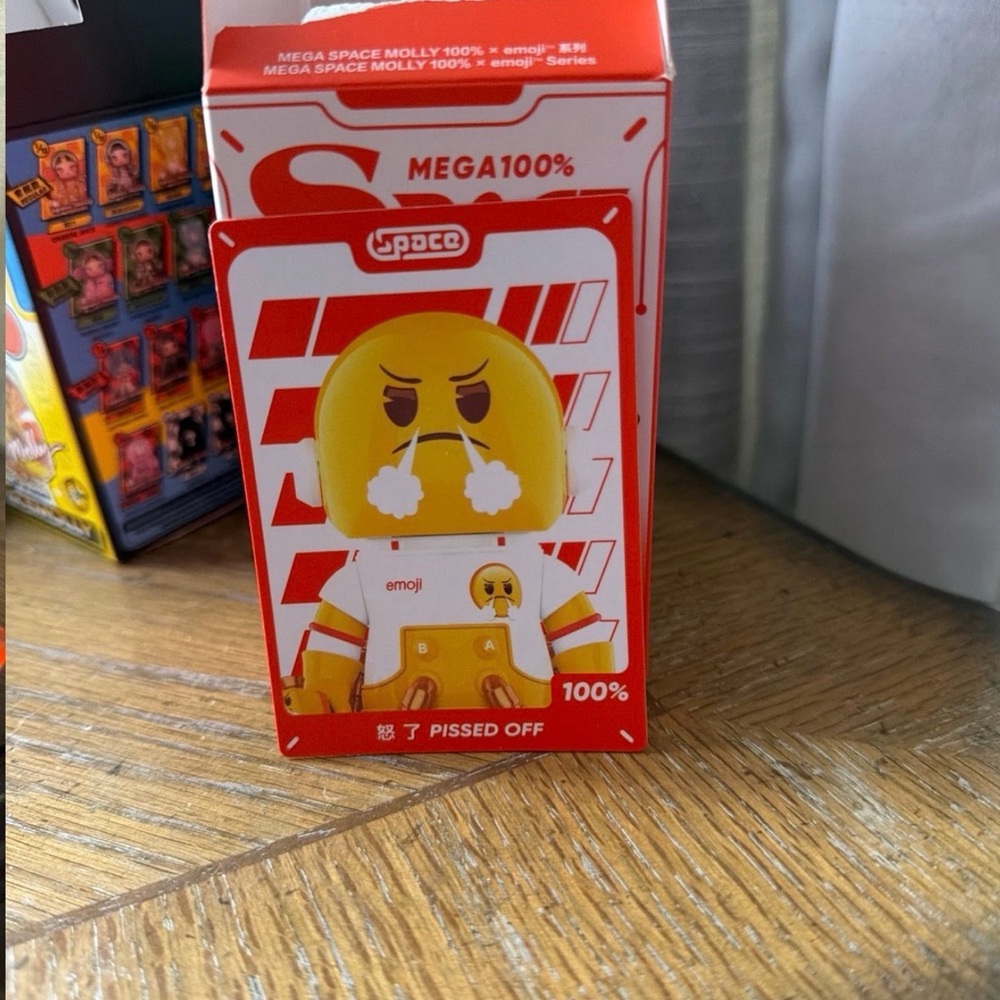 MEGA SPACE MOLLY 100% × emoji™ 系列
MEGA SPACE MOLLY 100% × emoji™ Series
MEGA100%
space
emoji
B A
100%
怒了 PISSED OFF